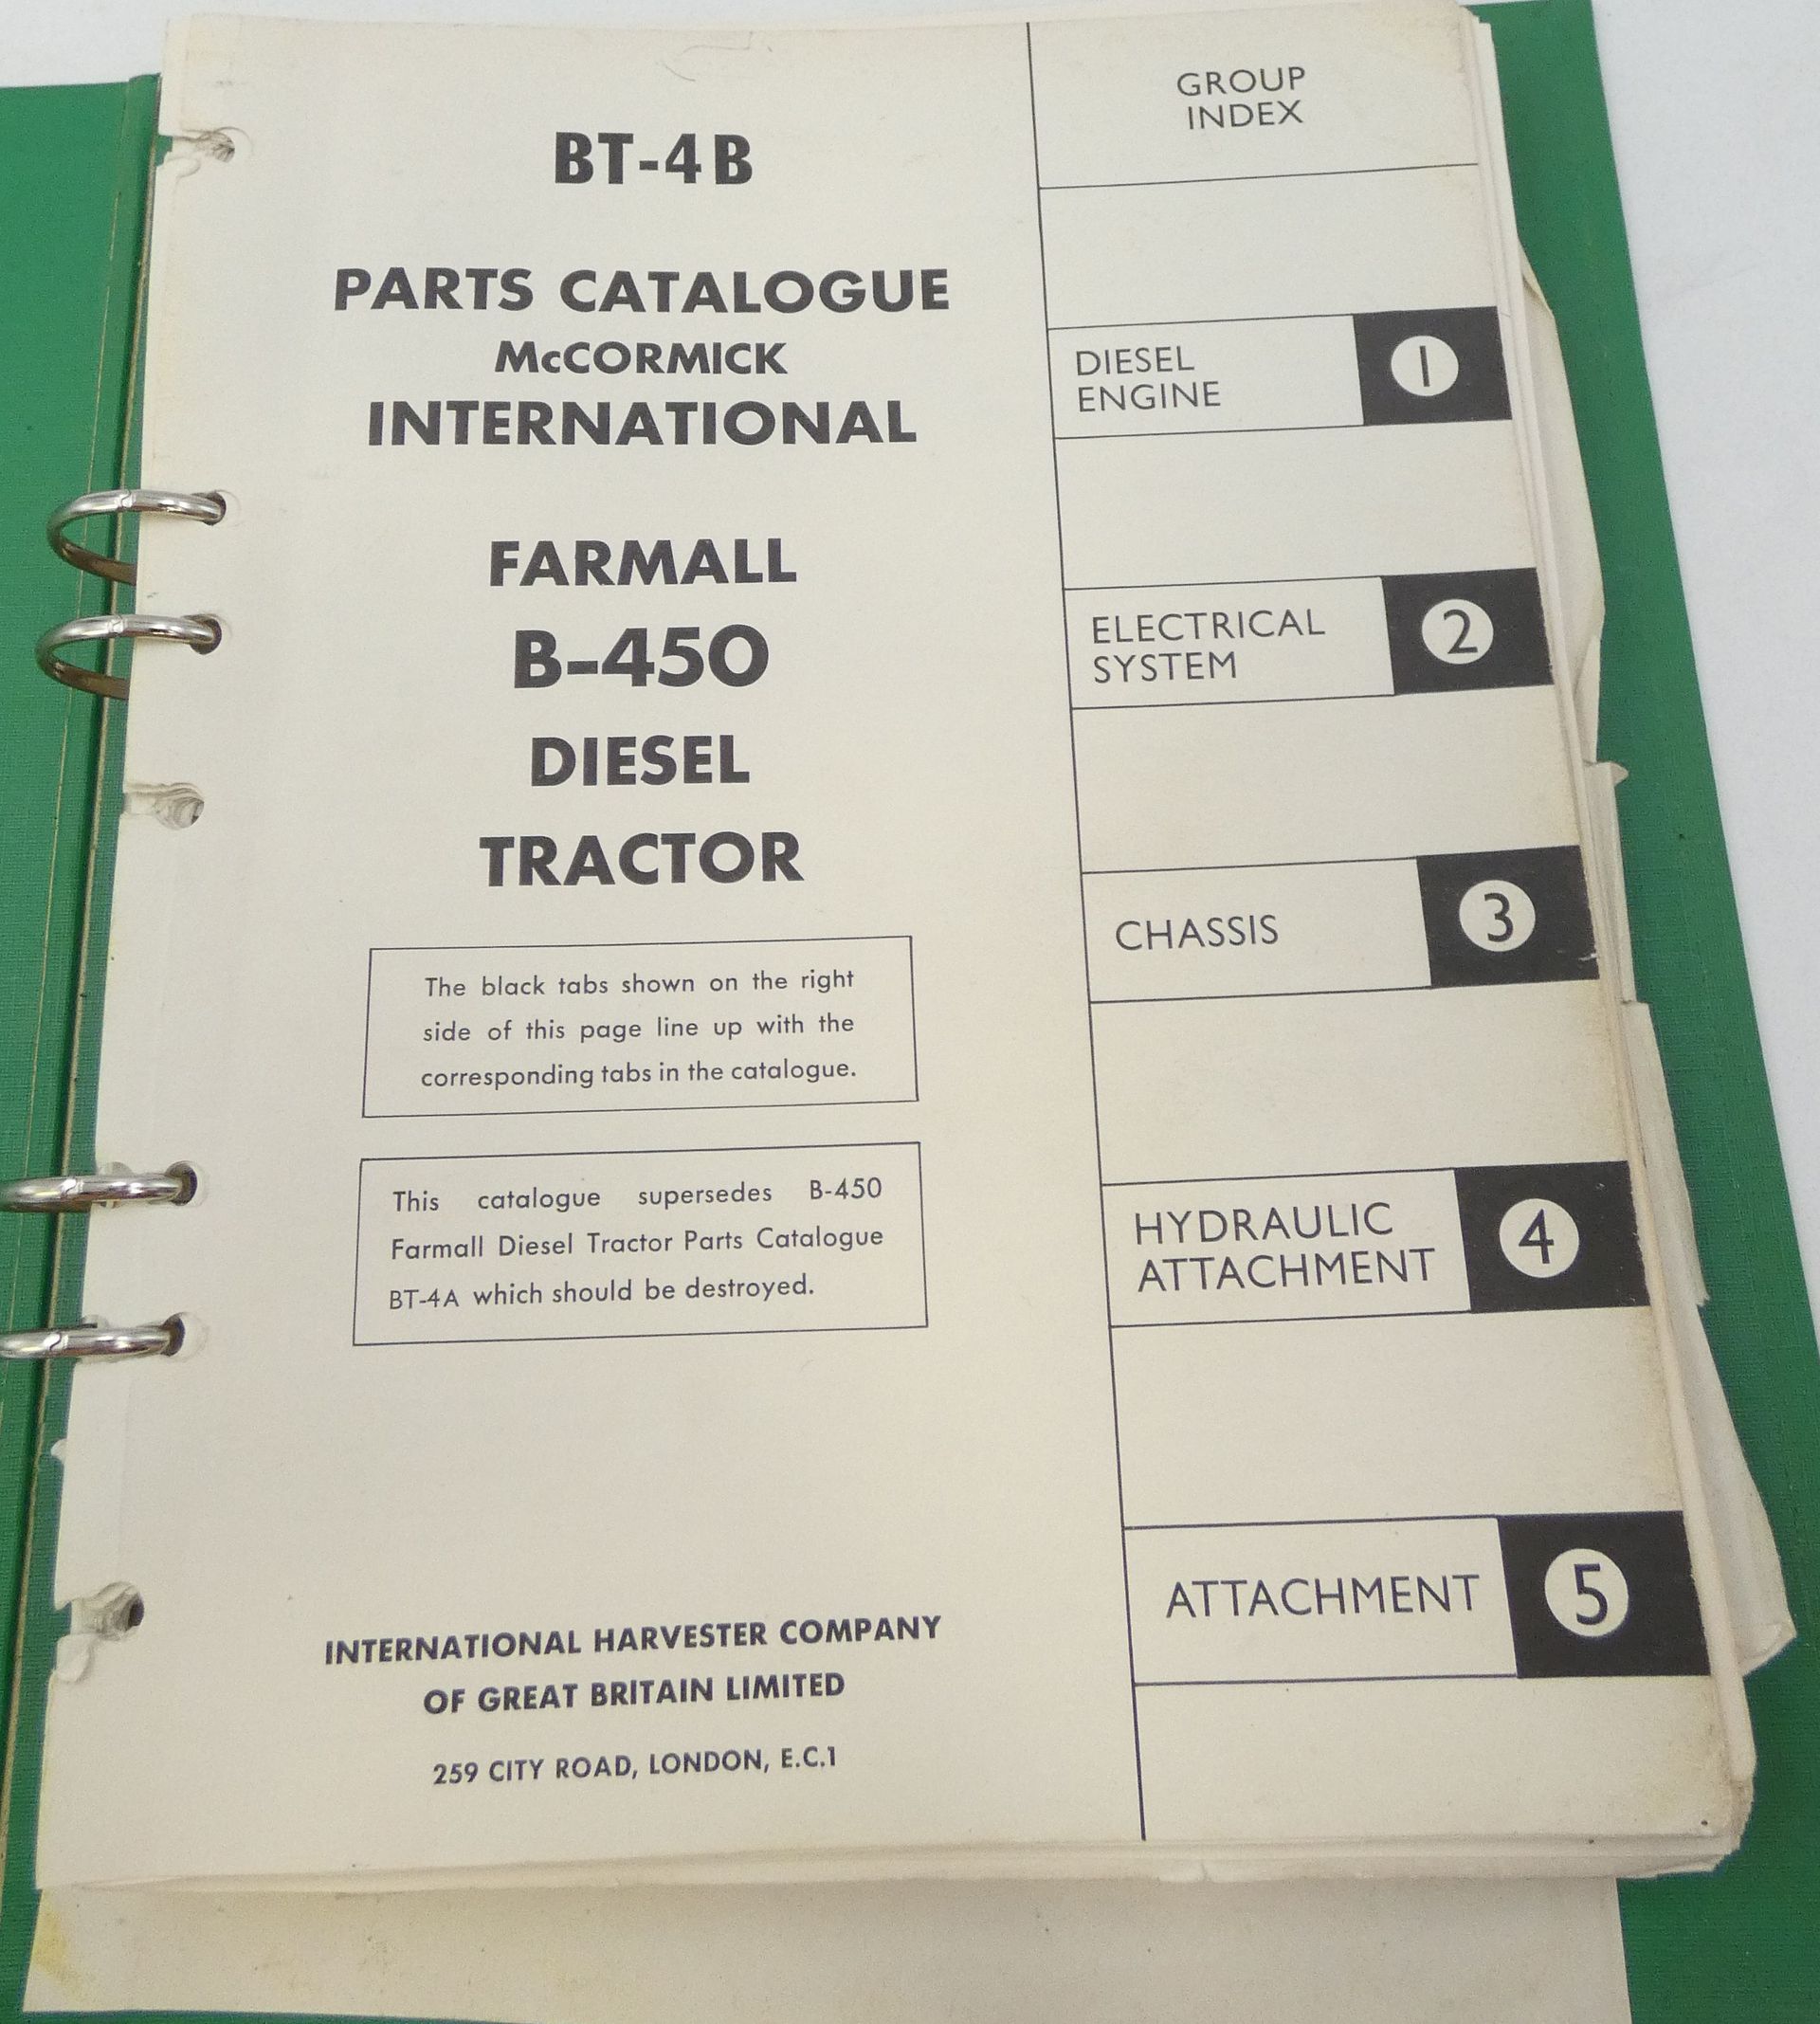 BT-4B
PARTS CATALOGUE
McCORMICK
INTERNATIONAL
FARMALL
B-450
DIESEL
TRACTOR
The black tabs shown on the right
side of this page line up with the
corresponding tabs in the catalogue.
This catalogue supersedes B-450
Farmall Diesel Tractor Parts Catalogue
BT-4A which should be destroyed.
INTERNATIONAL HARVESTER COMPANY
OF GREAT BRITAIN LIMITED
259 CITY ROAD, LONDON, E.C.1
GROUP
INDEX
DIESEL
ENGINE
1
ELECTRICAL
SYSTEM
2
CHASSIS
3
HYDRAULIC
ATTACHMENT
4
ATTACHMENT
5